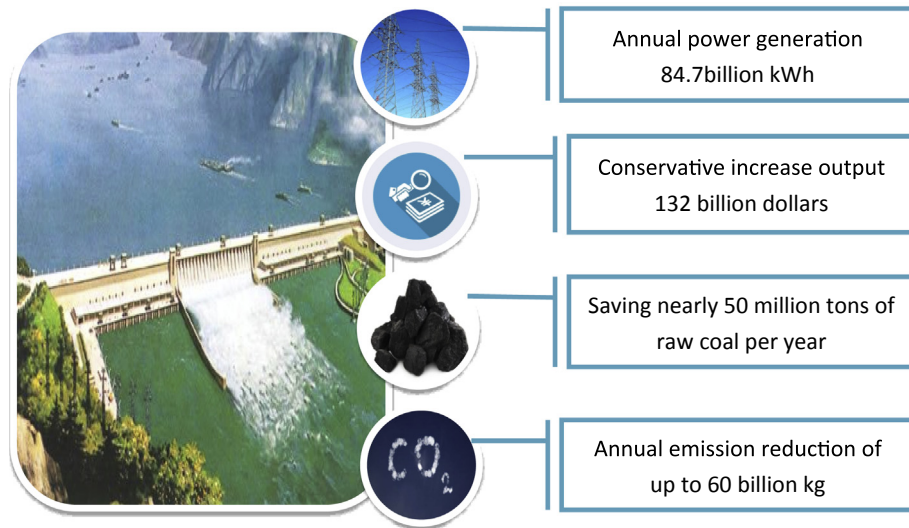 Annual power generation
84.7billion kWh
Conservative increase output
132 billion dollars
Saving nearly 50 million tons of
raw coal per year
CO₂
Annual emission reduction of
up to 60 billion kg